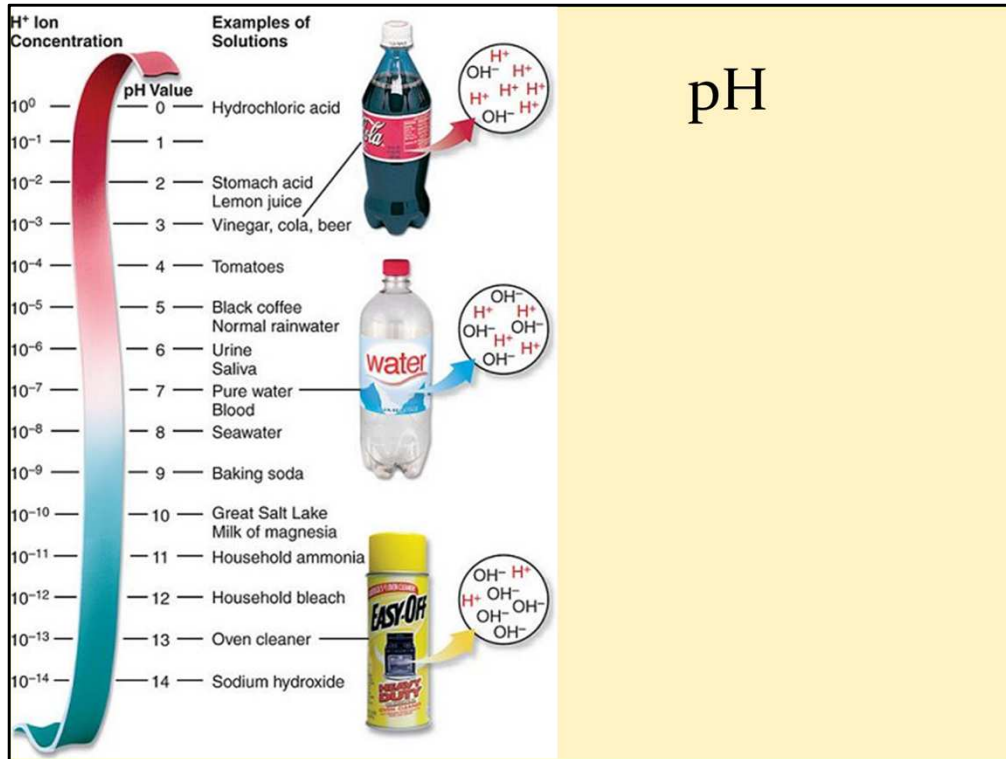 H⁺ Ion
Concentration
Examples of
Solutions
pH Value
10⁰ 0 Hydrochloric acid
10⁻¹ 1
10⁻² 2 Stomach acid
Lemon juice
10⁻³ 3 Vinegar, cola, beer
10⁻⁴ 4 Tomatoes
10⁻⁵ 5 Black coffee
Normal rainwater
10⁻⁶ 6 Urine
Saliva
10⁻⁷ 7 Pure water
Blood
10⁻⁸ 8 Seawater
10⁻⁹ 9 Baking soda
10⁻¹⁰ 10 Great Salt Lake
Milk of magnesia
10⁻¹¹ 11 Household ammonia
10⁻¹² 12 Household bleach
10⁻¹³ 13 Oven cleaner
10⁻¹⁴ 14 Sodium hydroxide
H⁺
OH⁻ H⁺
H⁺ H⁺
H⁺ H⁺
OH⁻
water
OH⁻
H⁺ H⁺
OH⁻ OH⁻
H⁺ H⁺
OH⁻
EASY-OFF
HEAVY
DUTY
OVEN CLEANER
OH⁻ H⁺
OH⁻
H⁺ OH⁻
OH⁻
OH⁻
pH